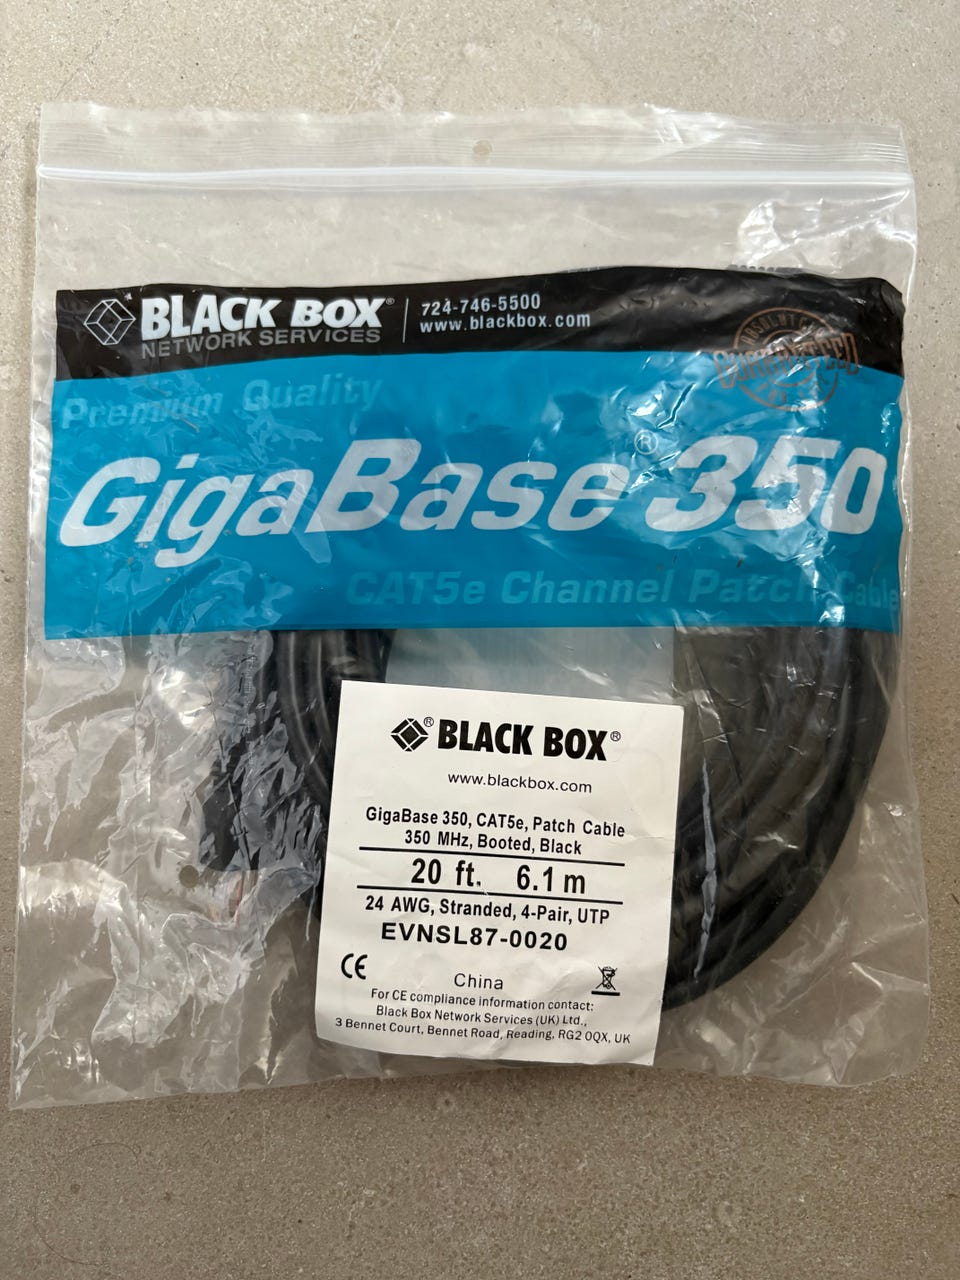 BLACK BOX®
NETWORK SERVICES
724-746-5500
www.blackbox.com
GUARANTEED
Premium Quality
GigaBase® 350
CAT5e Channel Patch Cable
® BLACK BOX®
www.blackbox.com
GigaBase 350, CAT5e, Patch Cable
350 MHz, Booted, Black
20 ft. 6.1 m
24 AWG, Stranded, 4-Pair, UTP
EVNSL87-0020
CE
China
For CE compliance information contact:
Black Box Network Services (UK) Ltd.,
3 Bennet Court, Bennet Road, Reading, RG2 0QX, UK